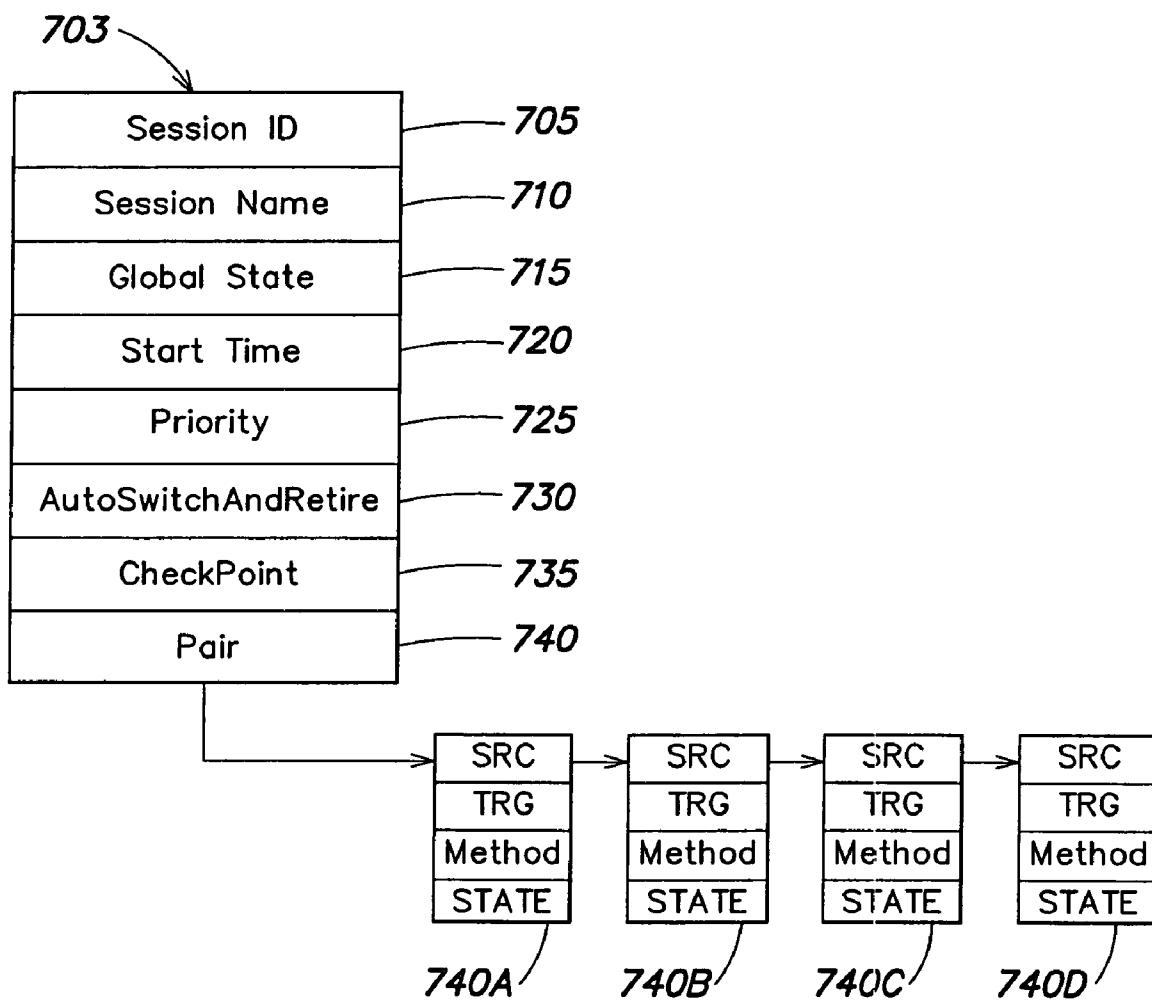 703
Session ID 705
Session Name 710
Global State 715
Start Time 720
Priority 725
AutoSwitchAndRetire 730
CheckPoint 735
Pair 740
SRC SRC SRC SRC
TRG TRG TRG TRG
Method Method Method Method
STATE STATE STATE STATE
740A 740B 740C 740D